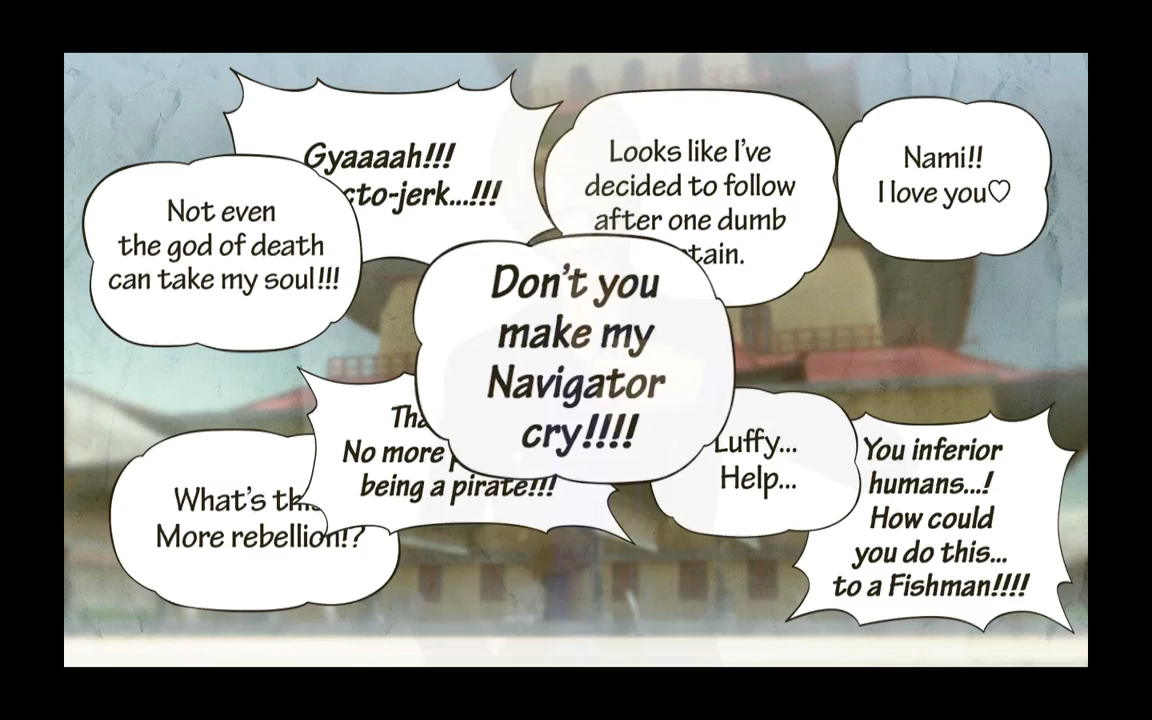 Gyaaaah!!!
cto-jerk...!!!
Not even
the god of death
can take my soul!!!
Looks like I've
decided to follow
after one dumb
tain.
Nami!!
I love you♡
Don't you
make my
Navigator
cry!!!!
No more
being a pirate!!!
What's
More rebellion!?
Luffy...
Help...
You inferior
humans...!
How could
you do this...
to a Fishman!!!!